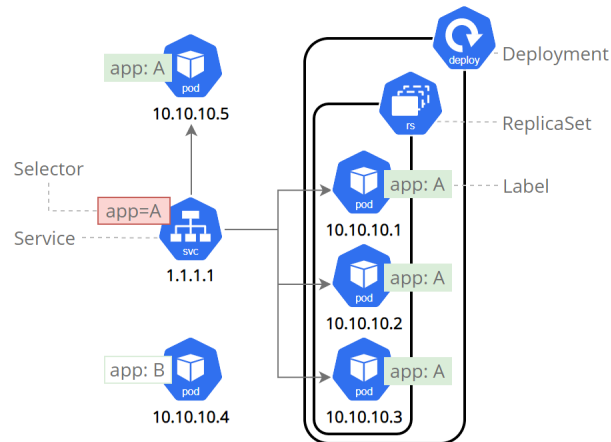 deploy
Deployment
app: A
pod
10.10.10.5
rs
ReplicaSet
Selector
app=A
Service
svc
1.1.1.1
pod
app: A
Label
10.10.10.1
pod
app: A
10.10.10.2
app: B
pod
10.10.10.4
pod
app: A
10.10.10.3